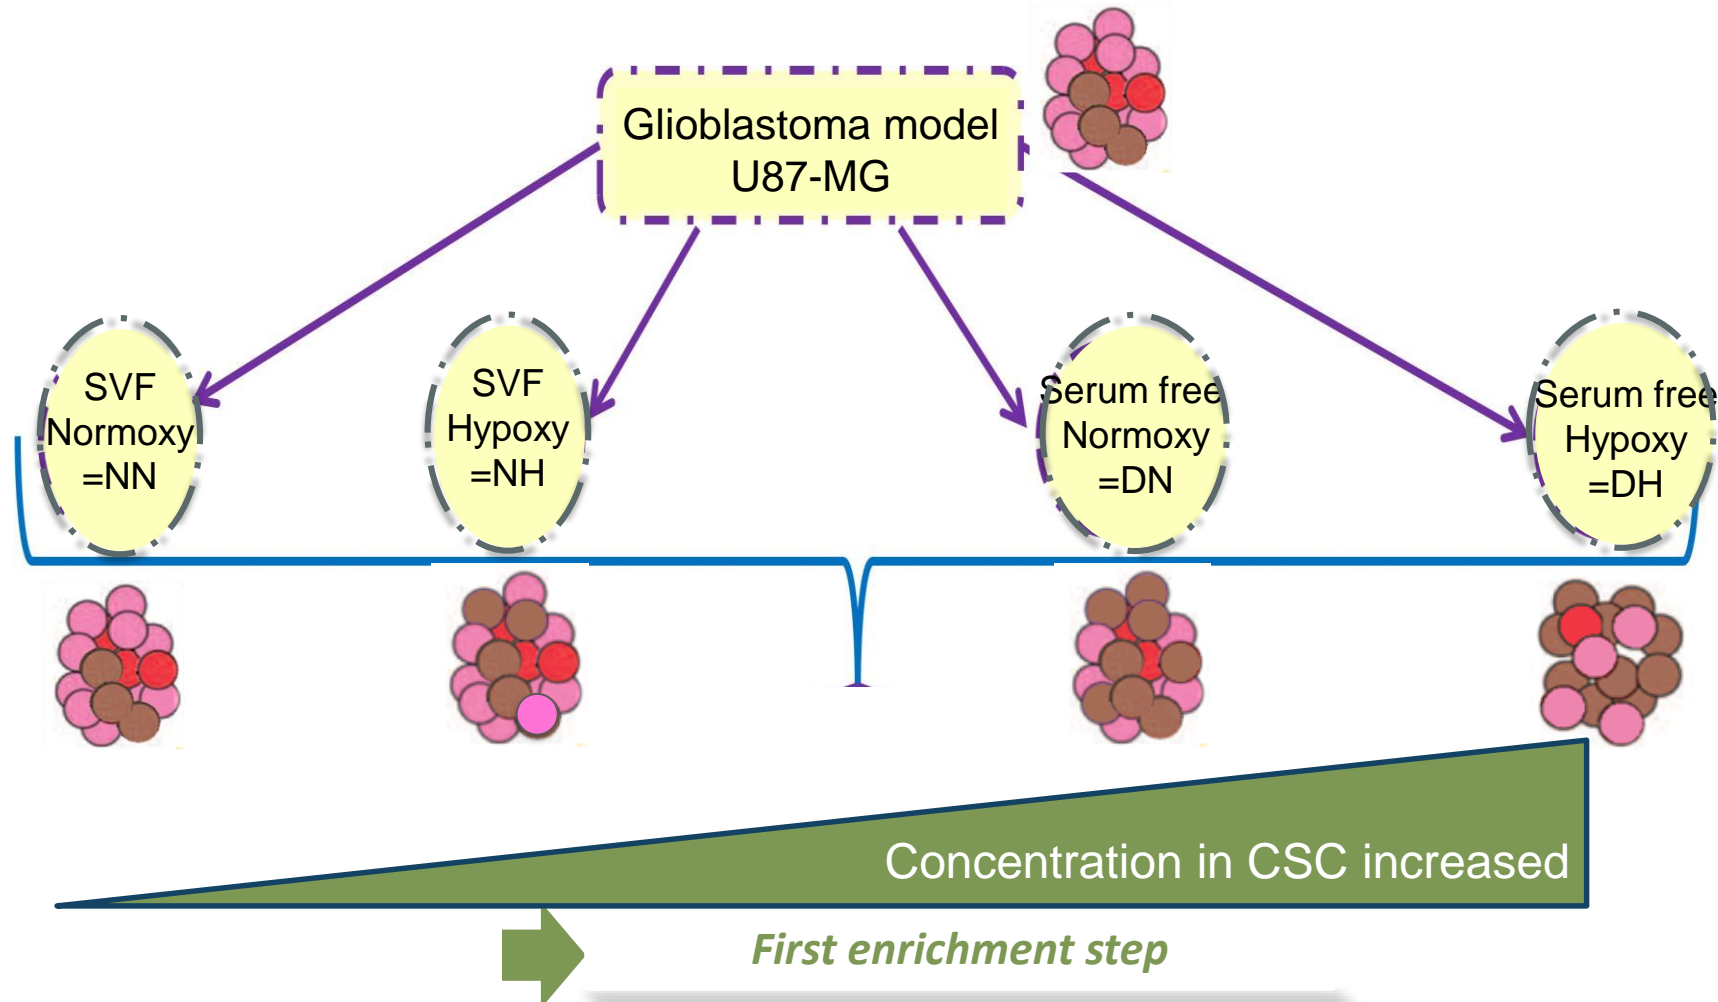 Glioblastoma model
U87-MG
SVF
Normoxy
=NN
SVF
Hypoxy
=NH
Serum free
Normoxy
=DN
Serum free
Hypoxy
=DH
Concentration in CSC increased
First enrichment step